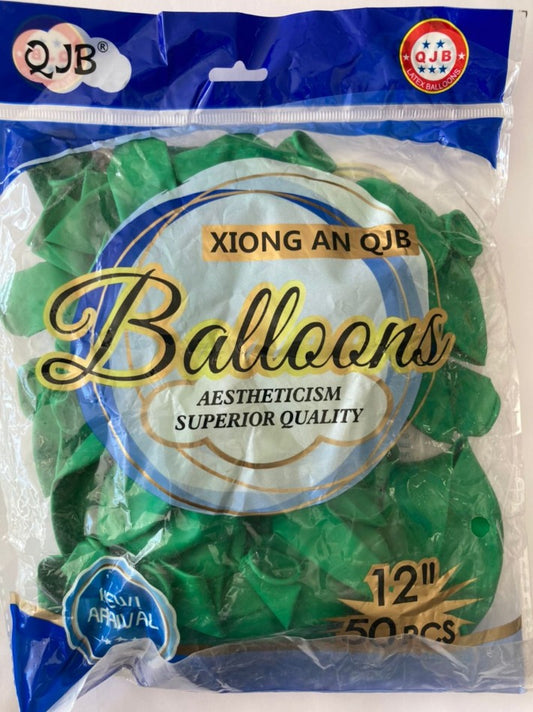 QJB®
QJB
LATEX BALLOONS
XIONG AN QJB
Balloons
AESTHETICISM
SUPERIOR QUALITY
12"
50 PCS